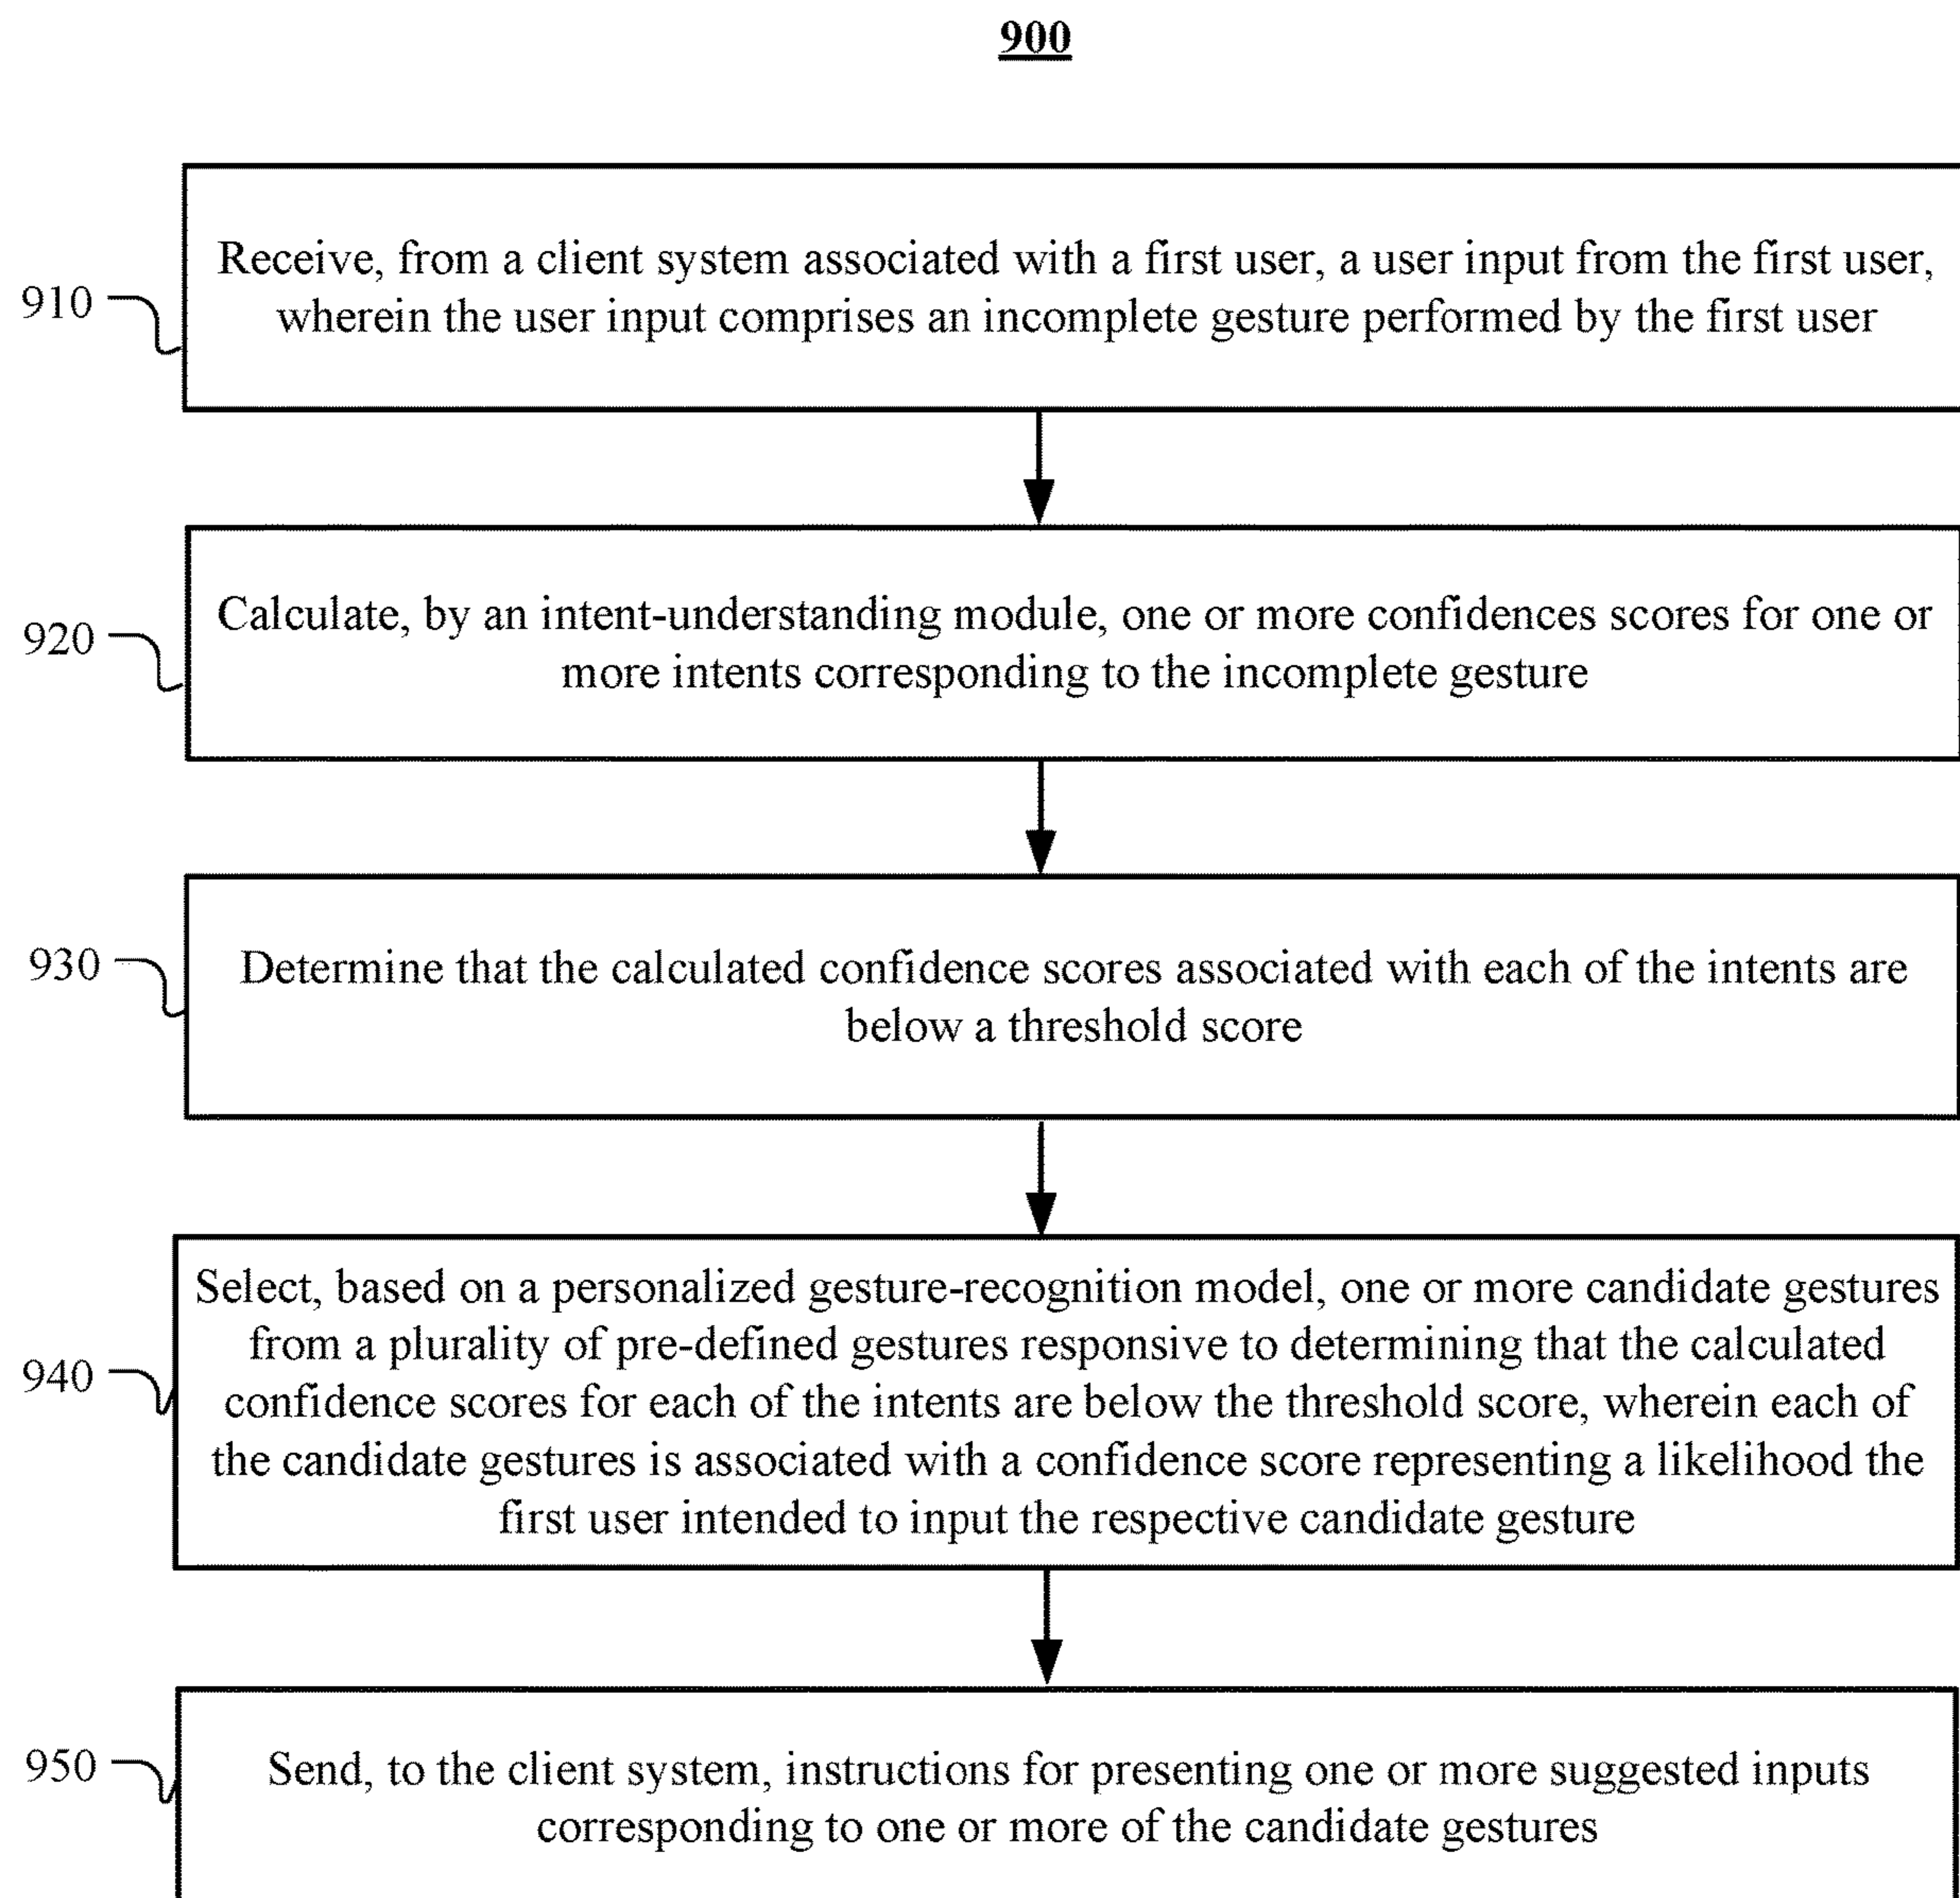 900
910
Receive, from a client system associated with a first user, a user input from the first user,
wherein the user input comprises an incomplete gesture performed by the first user
920
Calculate, by an intent-understanding module, one or more confidences scores for one or
more intents corresponding to the incomplete gesture
930
Determine that the calculated confidence scores associated with each of the intents are
below a threshold score
940
Select, based on a personalized gesture-recognition model, one or more candidate gestures
from a plurality of pre-defined gestures responsive to determining that the calculated
confidence scores for each of the intents are below the threshold score, wherein each of
the candidate gestures is associated with a confidence score representing a likelihood the
first user intended to input the respective candidate gesture
950
Send, to the client system, instructions for presenting one or more suggested inputs
corresponding to one or more of the candidate gestures